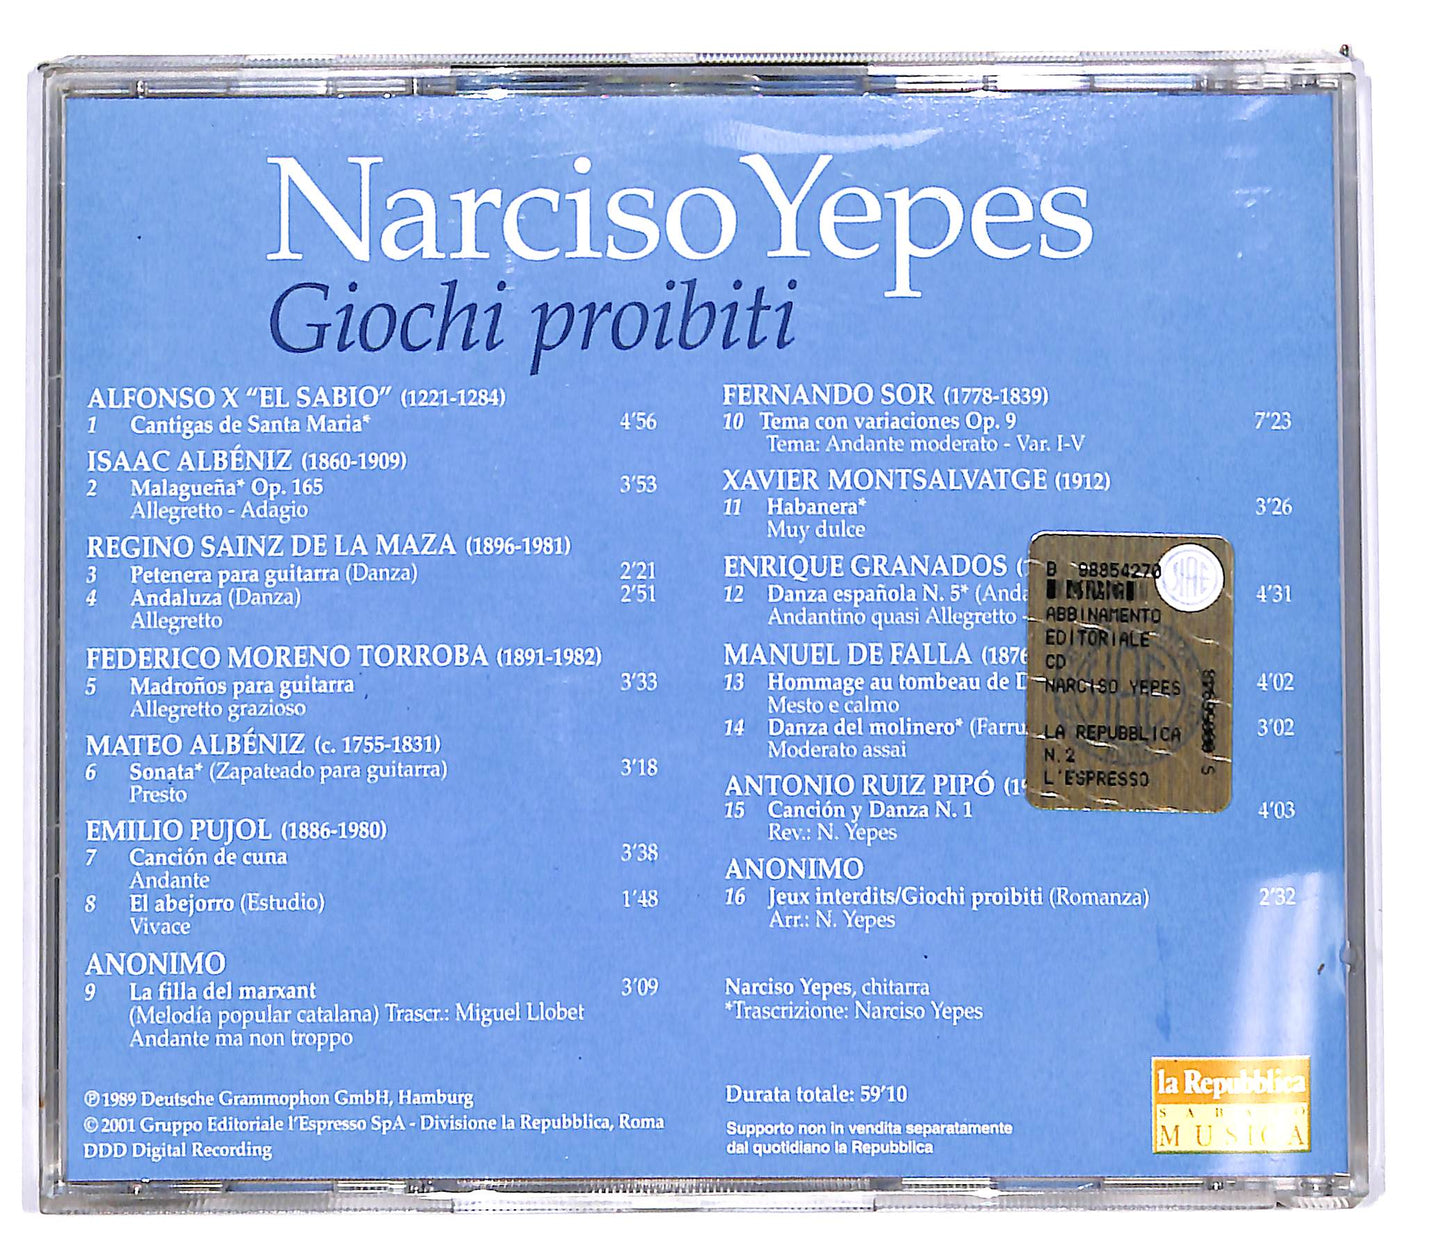 Narciso Yepes
Giochi proibiti
ALFONSO X “EL SABIO” (1221-1284)
1 Cantigas de Santa Maria* 4’56
ISAAC ALBÉNIZ (1860-1909)
2 Malagueña* Op. 165 3’53
Allegretto - Adagio
REGINO SAINZ DE LA MAZA (1896-1981)
3 Petenera para guitarra (Danza) 2’21
4 Andaluza (Danza) 2’51
Allegretto
FEDERICO MORENO TORROBA (1891-1982)
5 Madroños para guitarra 3’33
Allegretto grazioso
MATEO ALBÉNIZ (c. 1755-1831)
6 Sonata* (Zapateado para guitarra) 3’18
Presto
EMILIO PUJOL (1886-1980)
7 Canción de cuna 3’38
Andante
8 El abejorro (Estudio) 1’48
Vivace
ANONIMO
9 La filla del marxant 3’09
(Melodía popular catalana) Trascr.: Miguel Llobet
Andante ma non troppo
℗1989 Deutsche Grammophon GmbH, Hamburg
© 2001 Gruppo Editoriale l’Espresso SpA - Divisione la Repubblica, Roma
DDD Digital Recording
FERNANDO SOR (1778-1839)
10 Tema con variaciones Op. 9 7’23
Tema: Andante moderato - Var. I-V
XAVIER MONTSALVATGE (1912)
11 Habanera* 3’26
Muy dulce
ENRIQUE GRANADOS (
12 Danza española N. 5* (Anda 4’31
Andantino quasi Allegretto -
MANUEL DE FALLA (1876
13 Hommage au tombeau de D 4’02
Mesto e calmo
14 Danza del molinero* (Farru 3’02
Moderato assai
ANTONIO RUIZ PIPÓ (19
15 Canción y Danza N. 1 4’03
Rev.: N. Yepes
ANONIMO
16 Jeux interdits/Giochi proibiti (Romanza) 2’32
Arr.: N. Yepes
Narciso Yepes, chitarra
*Trascrizione: Narciso Yepes
Durata totale: 59’10
Supporto non in vendita separatamente
dal quotidiano la Repubblica
B 98854270
SIAE
ABBINAMENTO
EDITORIALE
CD
NARCISO YEPES
LA REPUBBLICA
N.2
L'ESPRESSO
la Repubblica
SABATO
MUSICA